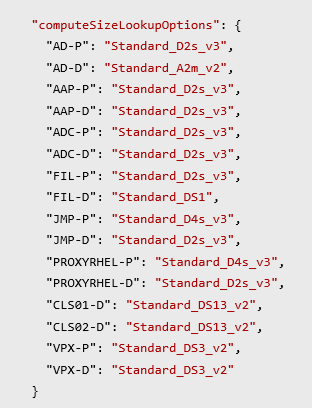 "computeSizeLookupOptions": {
"AD-P": "Standard_D2s_v3",
"AD-D": "Standard_A2m_v2",
"AAP-P": "Standard_D2s_v3",
"AAP-D": "Standard_D2s_v3",
"ADC-P": "Standard_D2s_v3",
"ADC-D": "Standard_D2s_v3",
"FIL-P": "Standard_D2s_v3",
"FIL-D": "Standard_DS1",
"JMP-P": "Standard_D4s_v3",
"JMP-D": "Standard_D2s_v3",
"PROXYRHEL-P": "Standard_D4s_v3",
"PROXYRHEL-D": "Standard_D2s_v3",
"CLS01-D": "Standard_DS13_v2",
"CLS02-D": "Standard_DS13_v2",
"VPX-P": "Standard_DS3_v2",
"VPX-D": "Standard_DS3_v2"
}